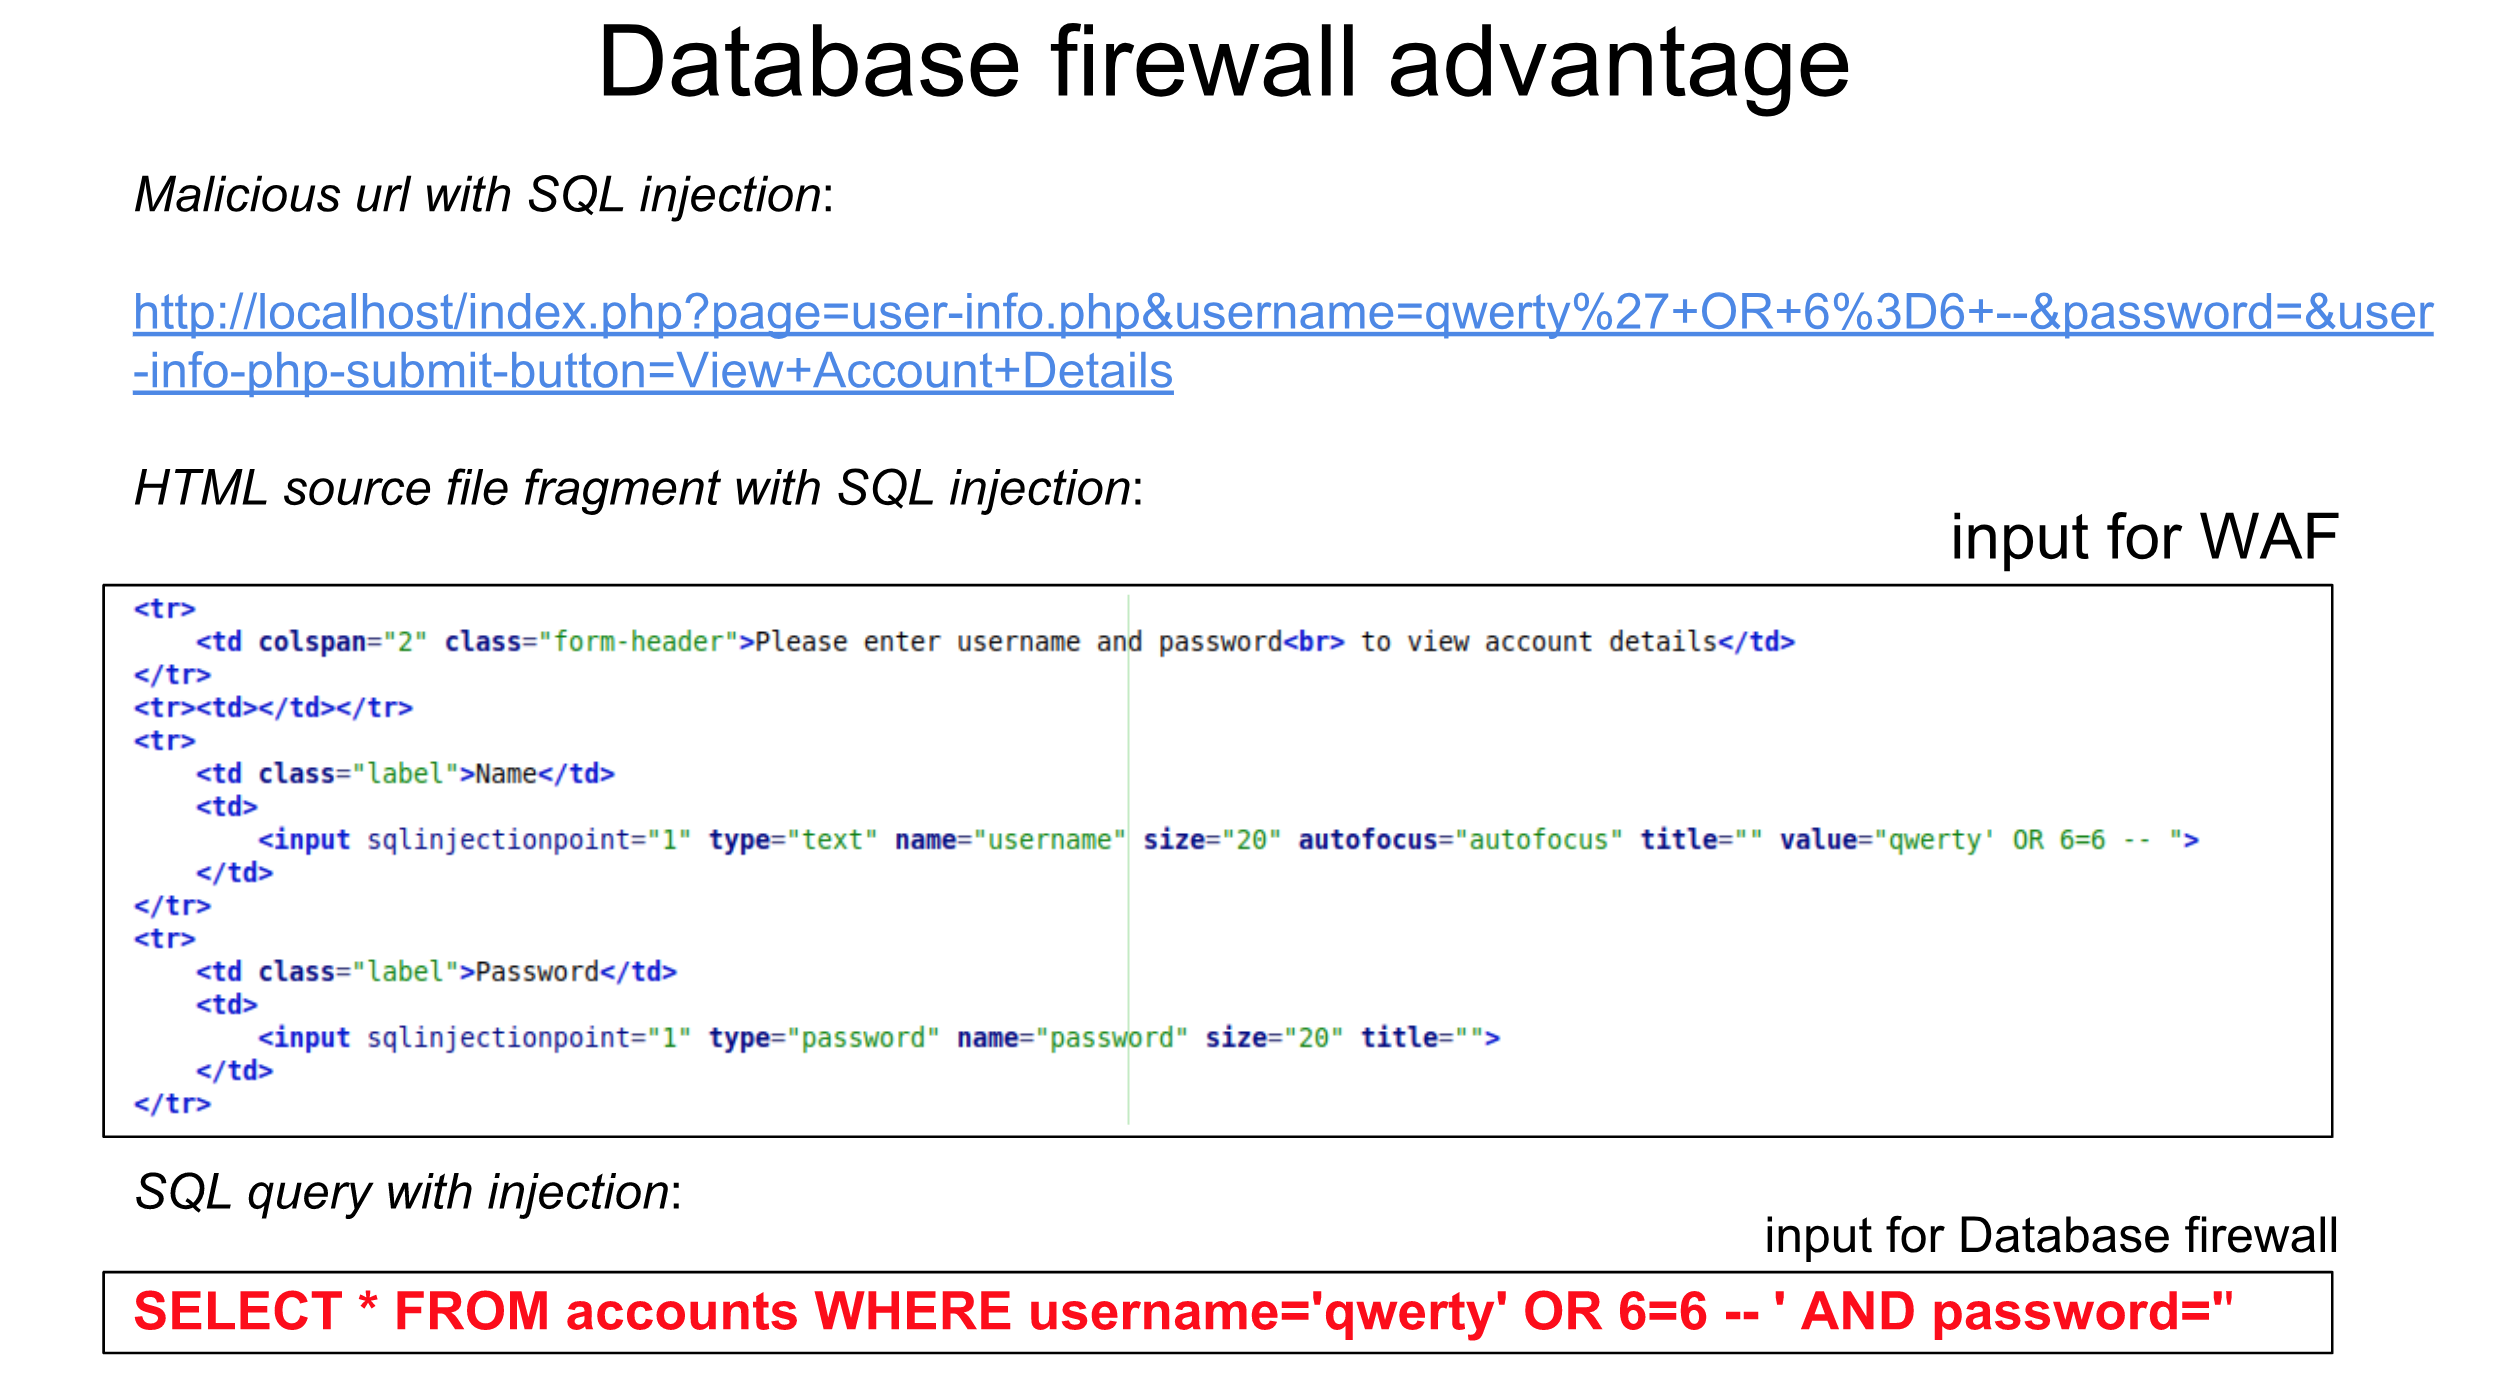 Database firewall advantage
Malicious url with SQL injection:
http://localhost/index.php?page=user-info.php&username=qwerty%27+OR+6%3D6+--&password=&user
-info-php-submit-button=View+Account+Details
HTML source file fragment with SQL injection:
input for WAF
<tr>
    <td colspan="2" class="form-header">Please enter username and password<br> to view account details</td>
</tr>
<tr><td></td></tr>
<tr>
    <td class="label">Name</td>
    <td>
        <input sqlinjectionpoint="1" type="text" name="username" size="20" autofocus="autofocus" title="" value="qwerty' OR 6=6 -- ">
    </td>
</tr>
<tr>
    <td class="label">Password</td>
    <td>
        <input sqlinjectionpoint="1" type="password" name="password" size="20" title="">
    </td>
</tr>
SQL query with injection:
input for Database firewall
SELECT * FROM accounts WHERE username='qwerty' OR 6=6 -- ' AND password=''